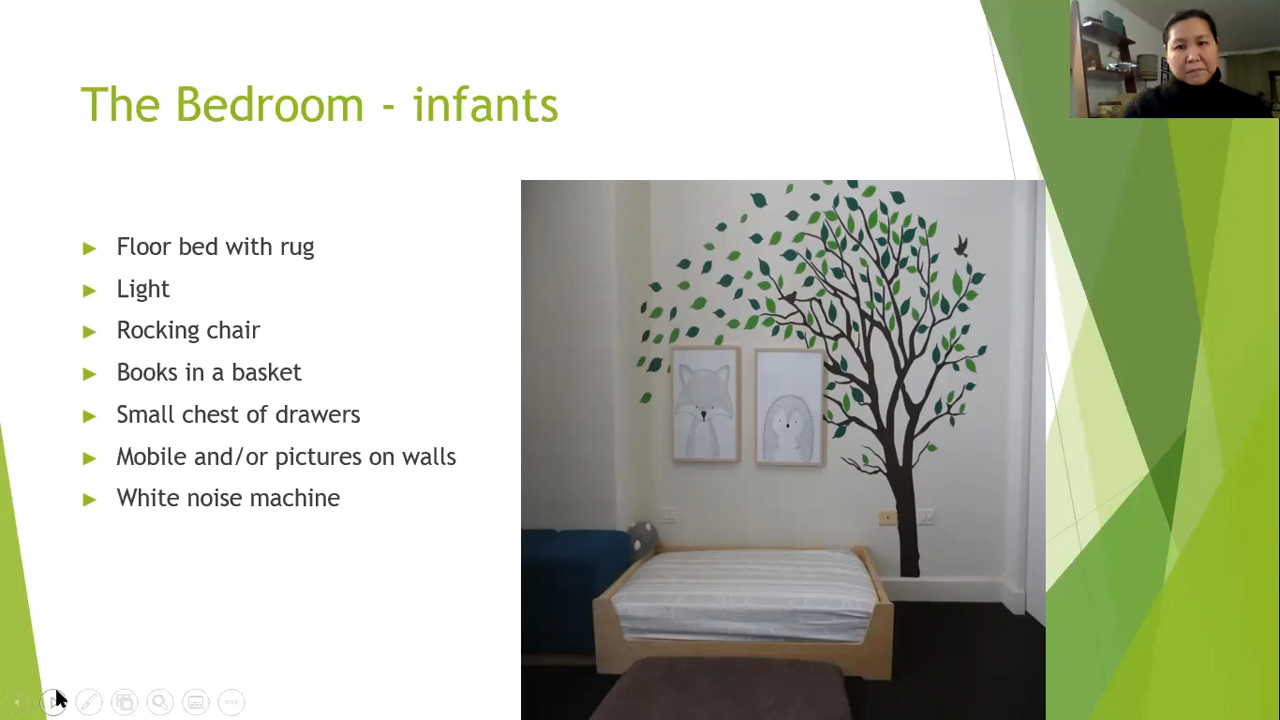 The Bedroom - infants
Floor bed with rug
Light
Rocking chair
Books in a basket
Small chest of drawers
Mobile and/or pictures on walls
White noise machine